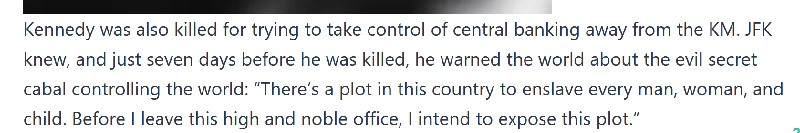 Kennedy was also killed for trying to take control of central banking away from the KM. JFK
knew, and just seven days before he was killed, he warned the world about the evil secret
cabal controlling the world: “There’s a plot in this country to enslave every man, woman, and
child. Before I leave this high and noble office, I intend to expose this plot.”